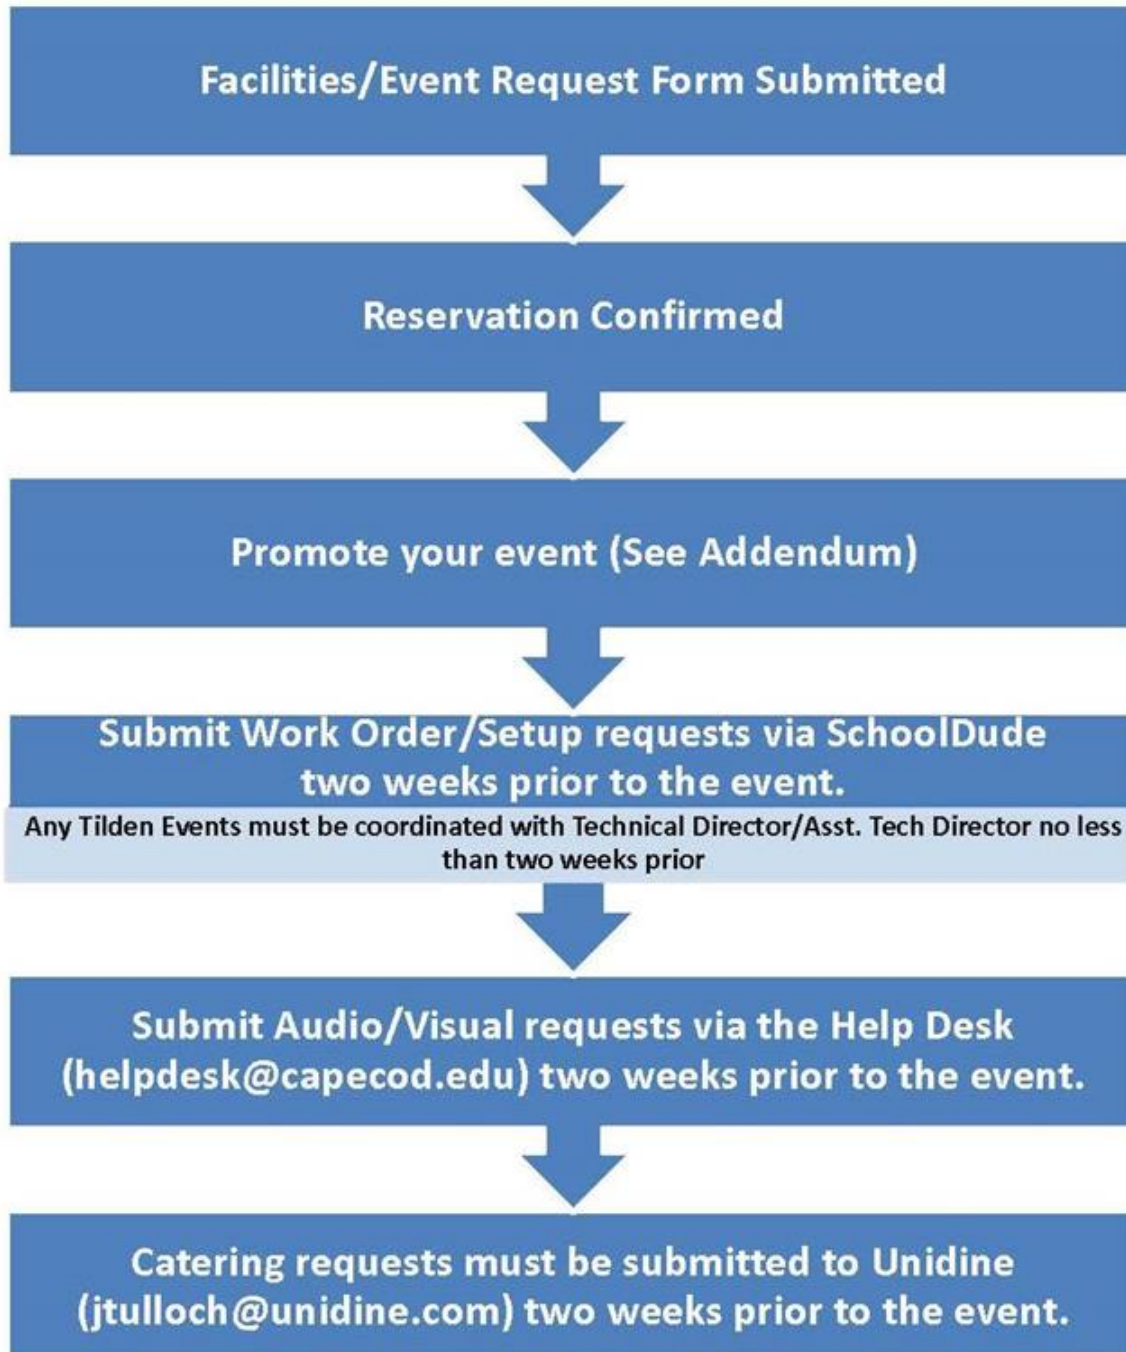 Facilities/Event Request Form Submitted
Reservation Confirmed
Promote your event (See Addendum)
Submit Work Order/Setup requests via SchoolDude
two weeks prior to the event.
Any Tilden Events must be coordinated with Technical Director/Asst. Tech Director no less
than two weeks prior
Submit Audio/Visual requests via the Help Desk
(helpdesk@capecod.edu) two weeks prior to the event.
Catering requests must be submitted to Unidine
(jtulloch@unidine.com) two weeks prior to the event.